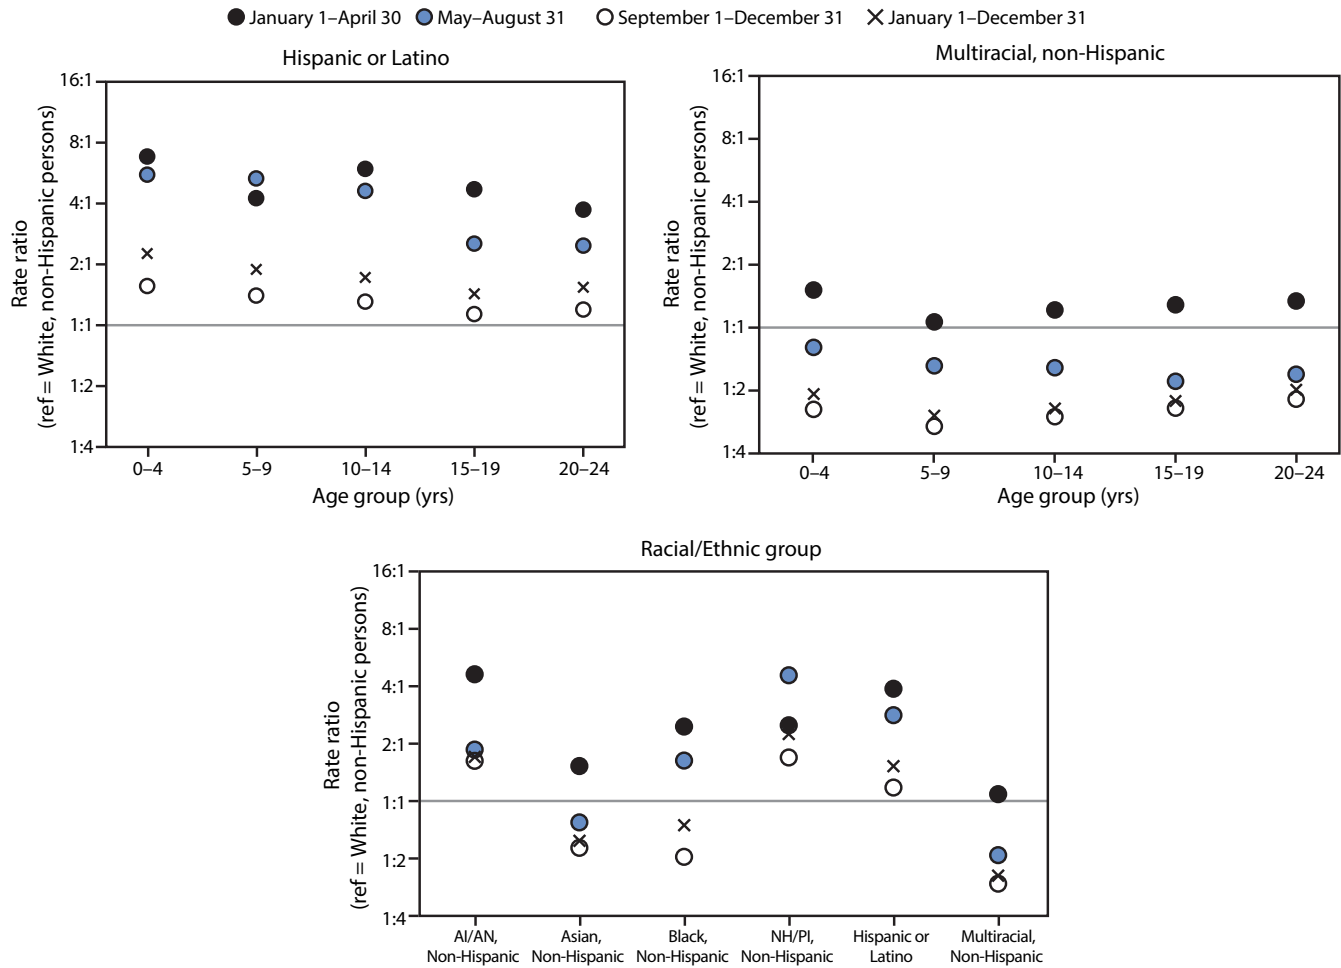 January 1–April 30 May–August 31 September 1–December 31 January 1–December 31
Hispanic or Latino
Rate ratio
(ref = White, non-Hispanic persons)
16:1
8:1
4:1
2:1
1:1
1:2
1:4
0–4 5–9 10–14 15–19 20–24
Age group (yrs)
Multiracial, non-Hispanic
Rate ratio
(ref = White, non-Hispanic persons)
16:1
8:1
4:1
2:1
1:1
1:2
1:4
0–4 5–9 10–14 15–19 20–24
Age group (yrs)
Racial/Ethnic group
Rate ratio
(ref = White, non-Hispanic persons)
16:1
8:1
4:1
2:1
1:1
1:2
1:4
AI/AN, Asian, Black, NH/PI, Hispanic or Multiracial,
Non-Hispanic Non-Hispanic Non-Hispanic Non-Hispanic Latino Non-Hispanic